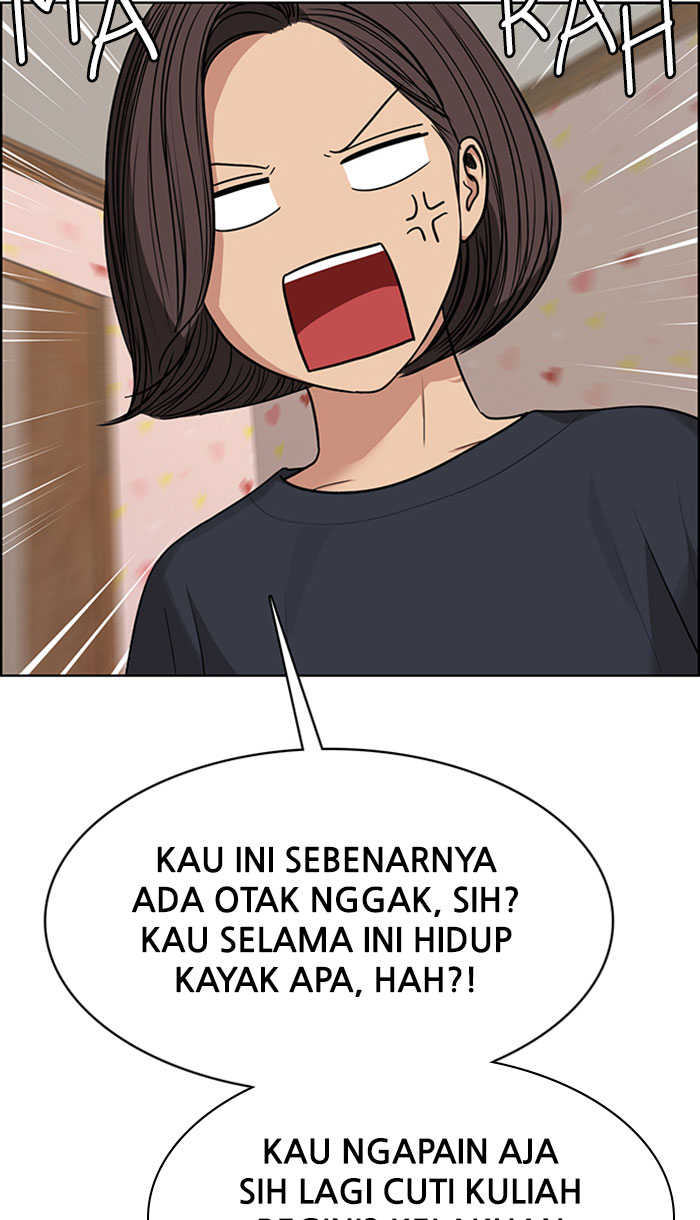 MA RAH
KAU INI SEBENARNYA
ADA OTAK NGGAK, SIH?
KAU SELAMA INI HIDUP
KAYAK APA, HAH?!
KAU NGAPAIN AJA
SIH LAGI CUTI KULIAH